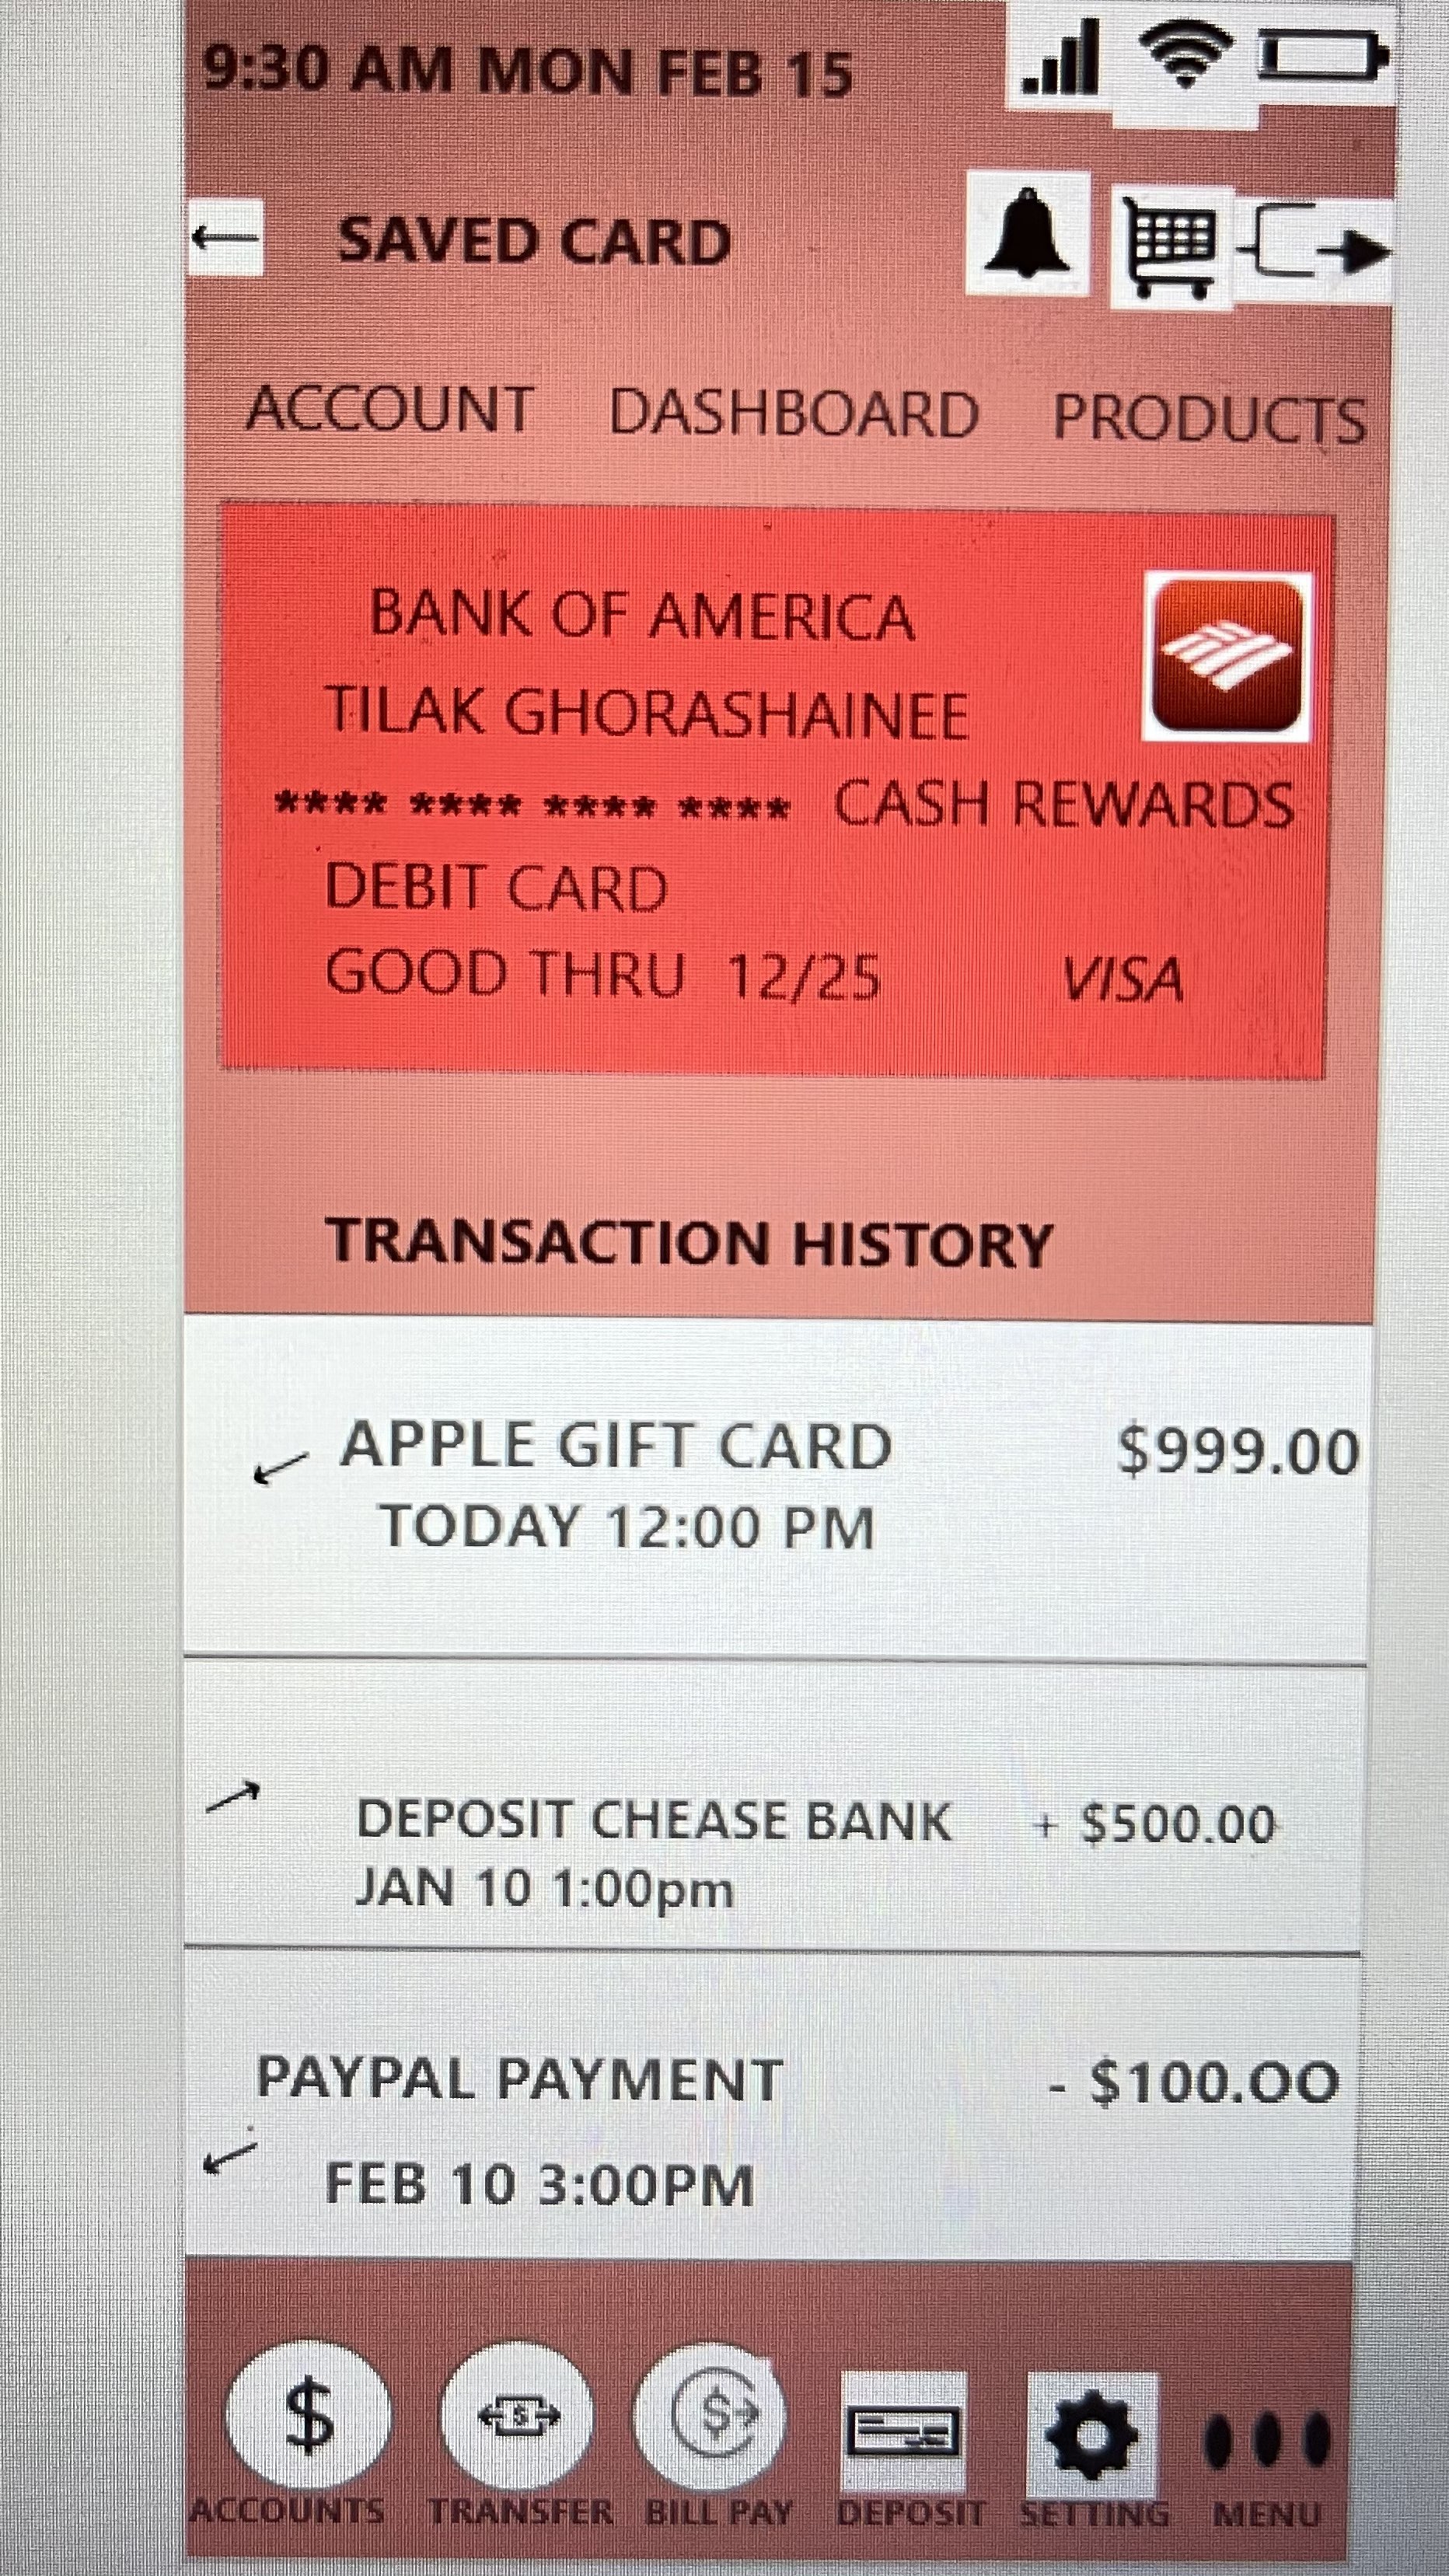 9:30 AM MON FEB 15
SAVED CARD
ACCOUNT DASHBOARD PRODUCTS
BANK OF AMERICA
TILAK GHORASHAINEE
**** **** **** **** CASH REWARDS
DEBIT CARD
GOOD THRU 12/25 VISA
TRANSACTION HISTORY
APPLE GIFT CARD $999.00
TODAY 12:00 PM
DEPOSIT CHEASE BANK + $500.00
JAN 10 1:00pm
PAYPAL PAYMENT - $100.OO
FEB 10 3:00PM
$ $ $
ACCOUNTS TRANSFER BILL PAY DEPOSIT SETTING MENU